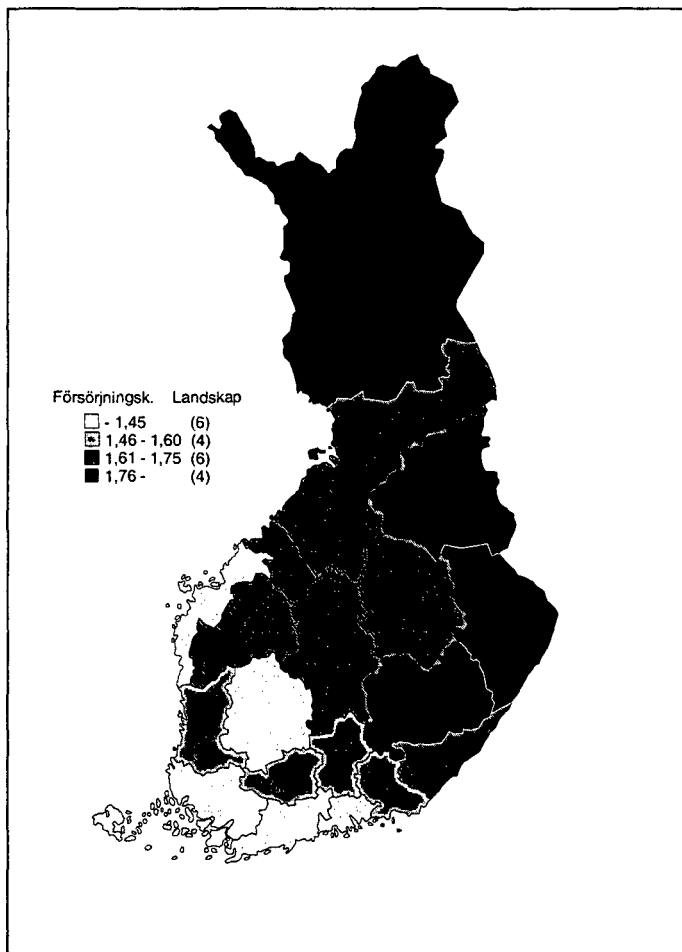 Försörjningsk. Landskap
- 1,45 (6)
1,46 - 1,60 (4)
1,61 - 1,75 (6)
1,76 - (4)